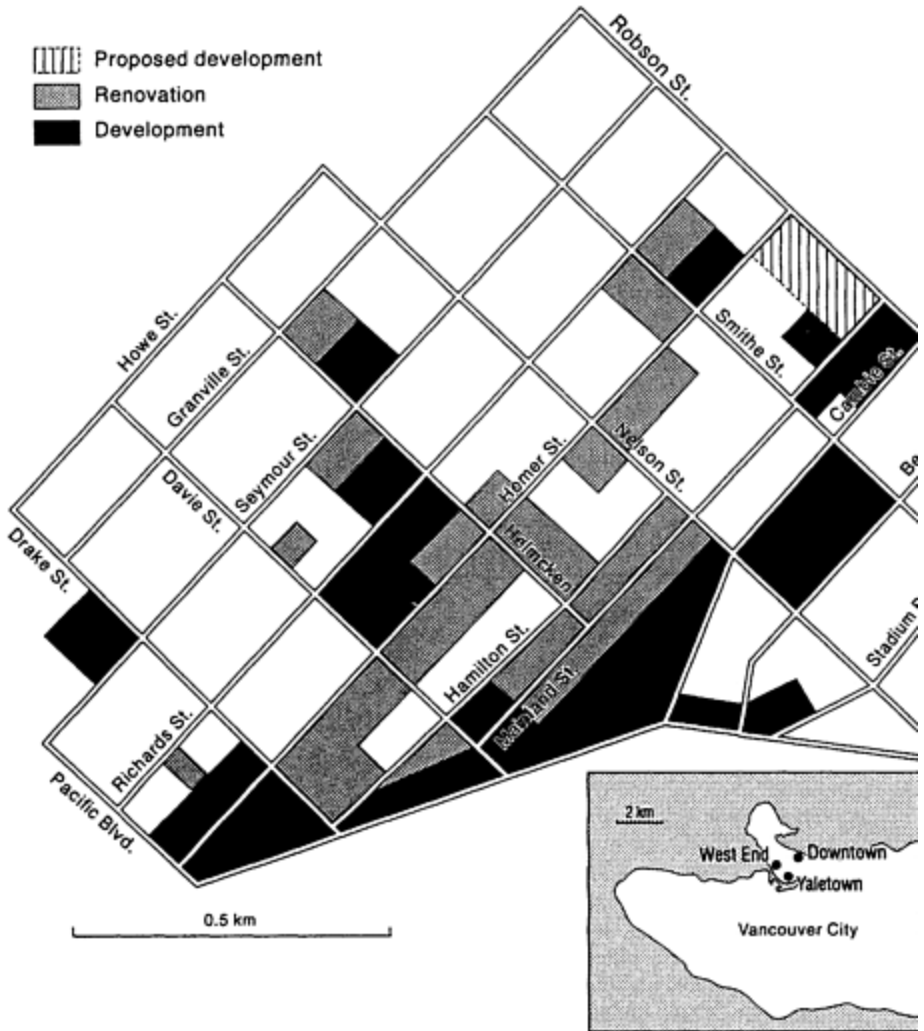 Proposed development
Renovation
Development
Robson St.
Howe St.
Granville St.
Smithe St.
Cambie St.
Seymour St.
Davie St.
Homer St.
Nelson St.
Be
Drake St.
Helmcken
Hamilton St.
Stadium
Mainland St.
Richards St.
Pacific Blvd.
0.5 km
2 km
West End
Downtown
Yaletown
Vancouver City